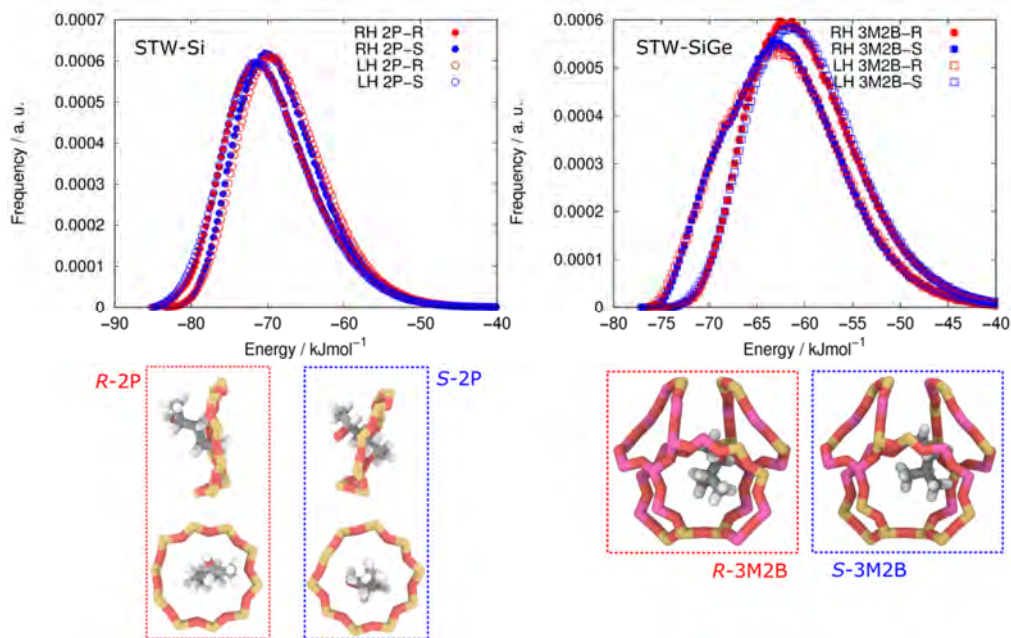 STW-Si
RH 2P-R
RH 2P-S
LH 2P-R
LH 2P-S
Frequency / a. u.
0.0006
0.0005
0.0004
0.0003
0.0002
0.0001
0
−90 −80 −70 −60 −50 −40
Energy / kJmol⁻¹
STW-SiGe
RH 3M2B-R
RH 3M2B-S
LH 3M2B-R
LH 3M2B-S
Frequency / a. u.
0.0006
0.0005
0.0004
0.0003
0.0002
0.0001
0
−80 −75 −70 −65 −60 −55 −50 −45 −40
Energy / kJmol⁻¹
R-2P
S-2P
R-3M2B
S-3M2B